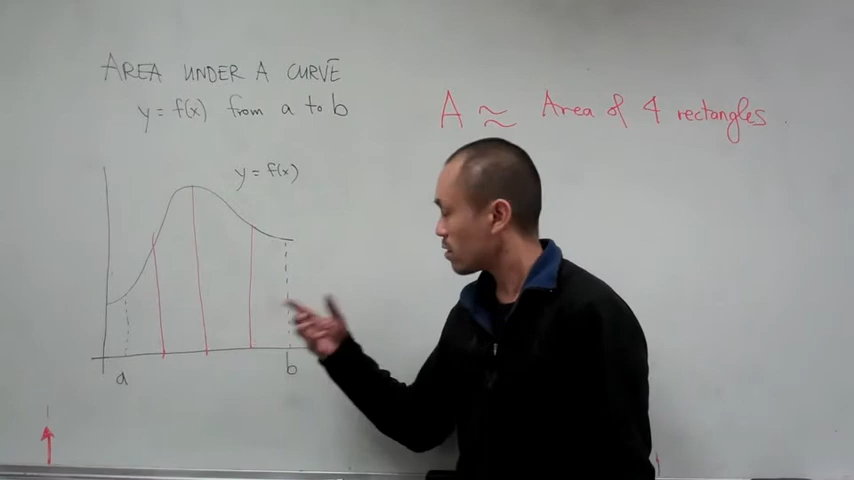 AREA UNDER A CURVE
y = f(x) from a to b
A ≈ Area of 4 rectangles
y = f(x)
a
b